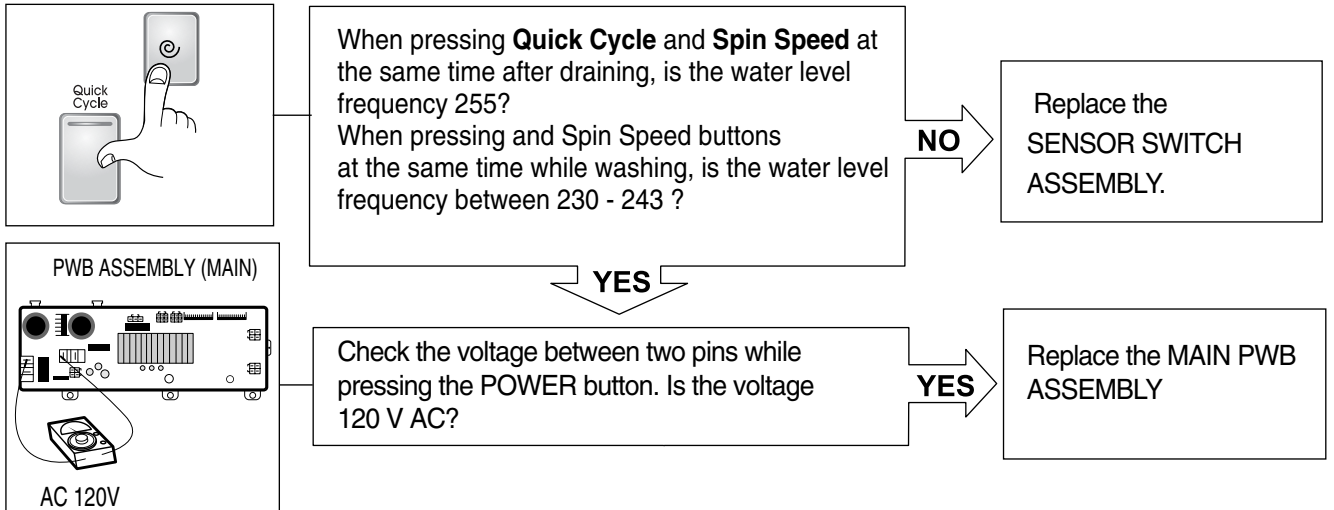 Quick
Cycle
When pressing Quick Cycle and Spin Speed at
the same time after draining, is the water level
frequency 255?
When pressing and Spin Speed buttons
at the same time while washing, is the water level
frequency between 230 - 243 ?
NO
Replace the
SENSOR SWITCH
ASSEMBLY.
YES
PWB ASSEMBLY (MAIN)
AC 120V
Check the voltage between two pins while
pressing the POWER button. Is the voltage
120 V AC?
YES
Replace the MAIN PWB
ASSEMBLY